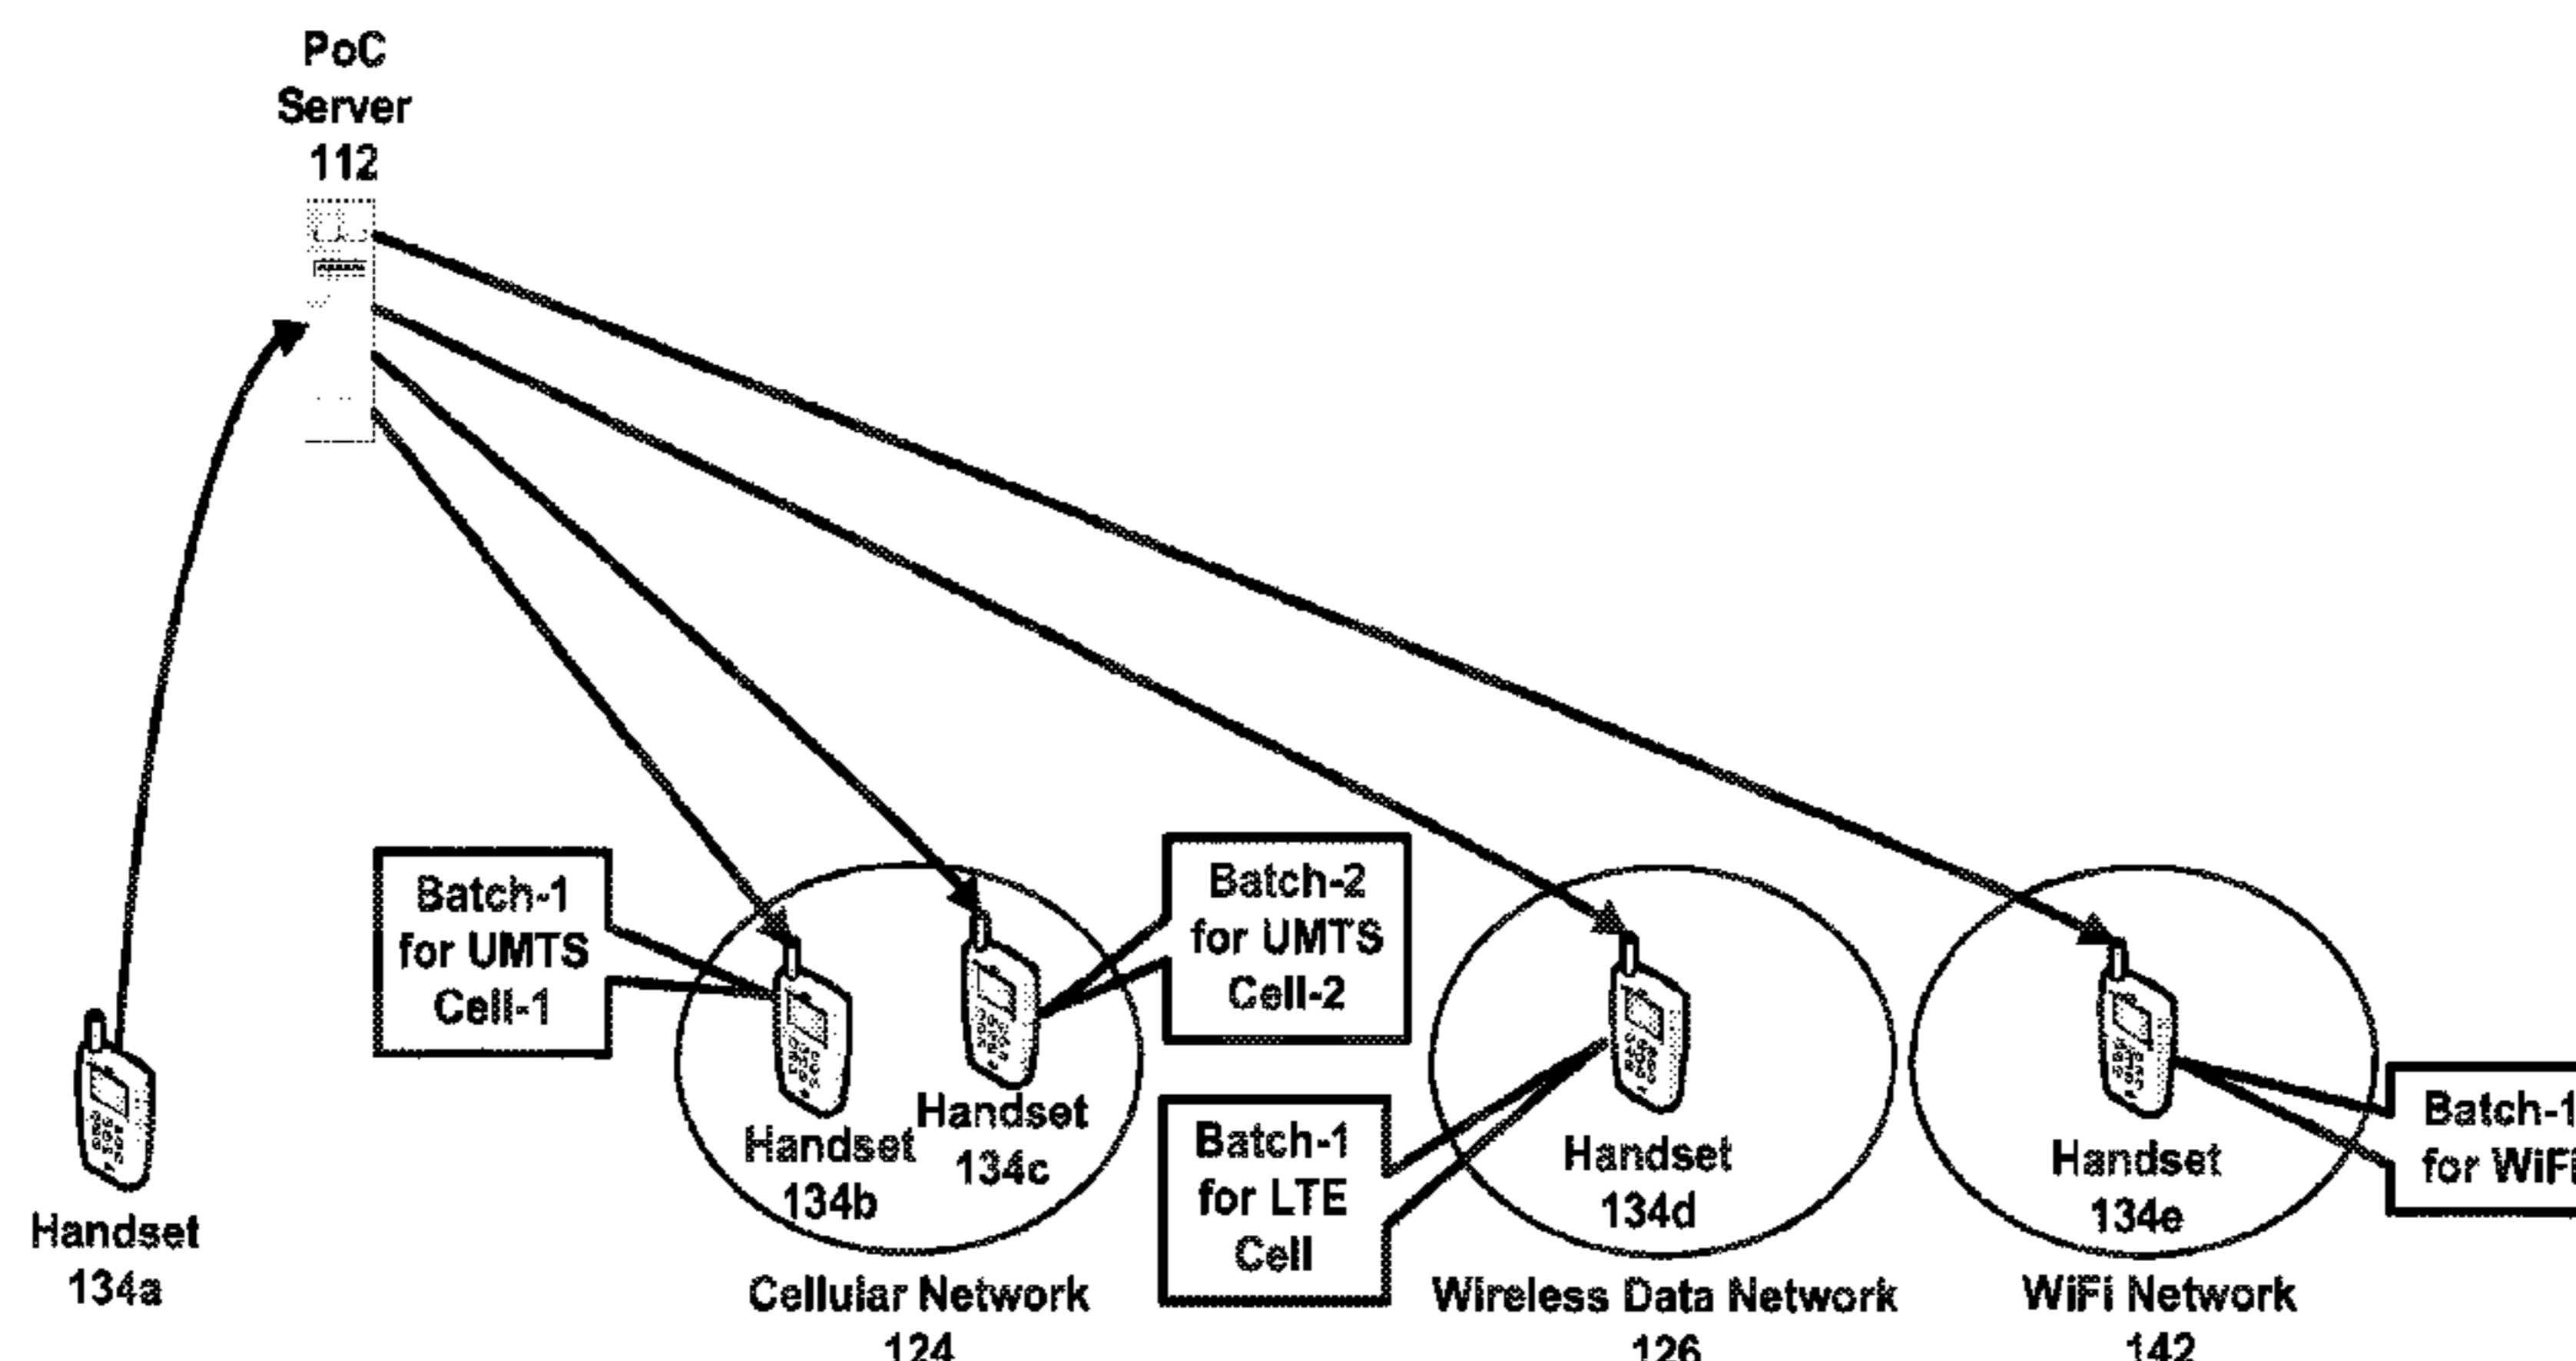 PoC
Server
112
Batch-1
for UMTS
Cell-1
Batch-2
for UMTS
Cell-2
Handset
134a
Handset
134b
Handset
134c
Batch-1
for LTE
Cell
Handset
134d
Handset
134e
Batch-1
for WiFi
Cellular Network
124
Wireless Data Network
126
WiFi Network
142